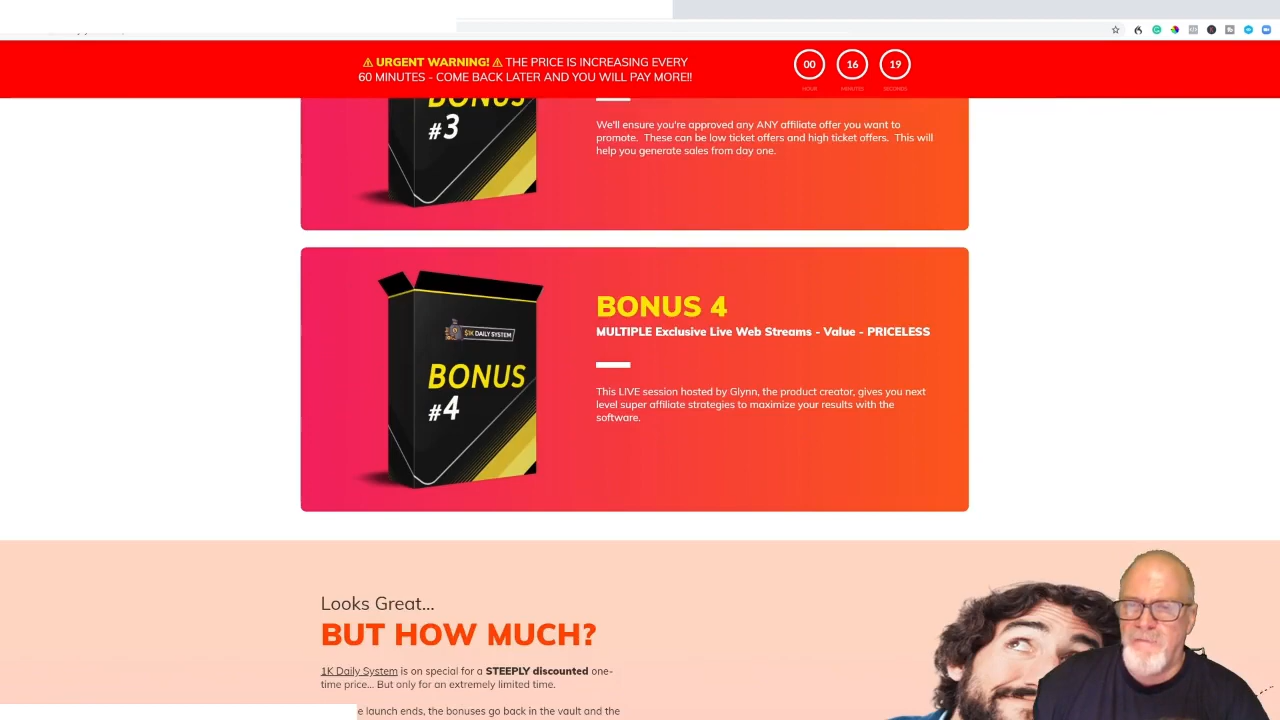 ⚠ URGENT WARNING! ⚠ THE PRICE IS INCREASING EVERY
60 MINUTES - COME BACK LATER AND YOU WILL PAY MORE!!
00 16 19
HOUR MINUTES SECONDS
BONUS
#3
We'll ensure you're approved any ANY affiliate offer you want to
promote. These can be low ticket offers and high ticket offers. This will
help you generate sales from day one.
$1K DAILY SYSTEM
BONUS
#4
BONUS 4
MULTIPLE Exclusive Live Web Streams - Value - PRICELESS
This LIVE session hosted by Glynn, the product creator, gives you next
level super affiliate strategies to maximize your results with the
software.
Looks Great...
BUT HOW MUCH?
1K Daily System is on special for a STEEPLY discounted one-
time price... But only for an extremely limited time.
launch ends, the bonuses go back in the vault and the